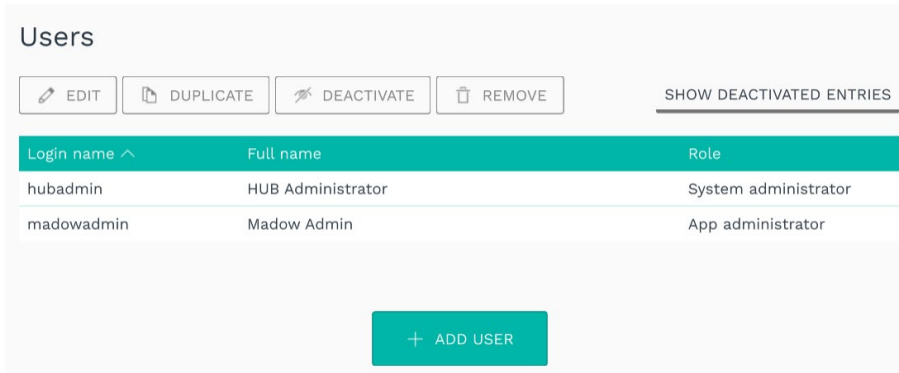 Users
EDIT DUPLICATE DEACTIVATE REMOVE SHOW DEACTIVATED ENTRIES
Login name Full name Role
hubadmin HUB Administrator System administrator
madowadmin Madow Admin App administrator
+ ADD USER